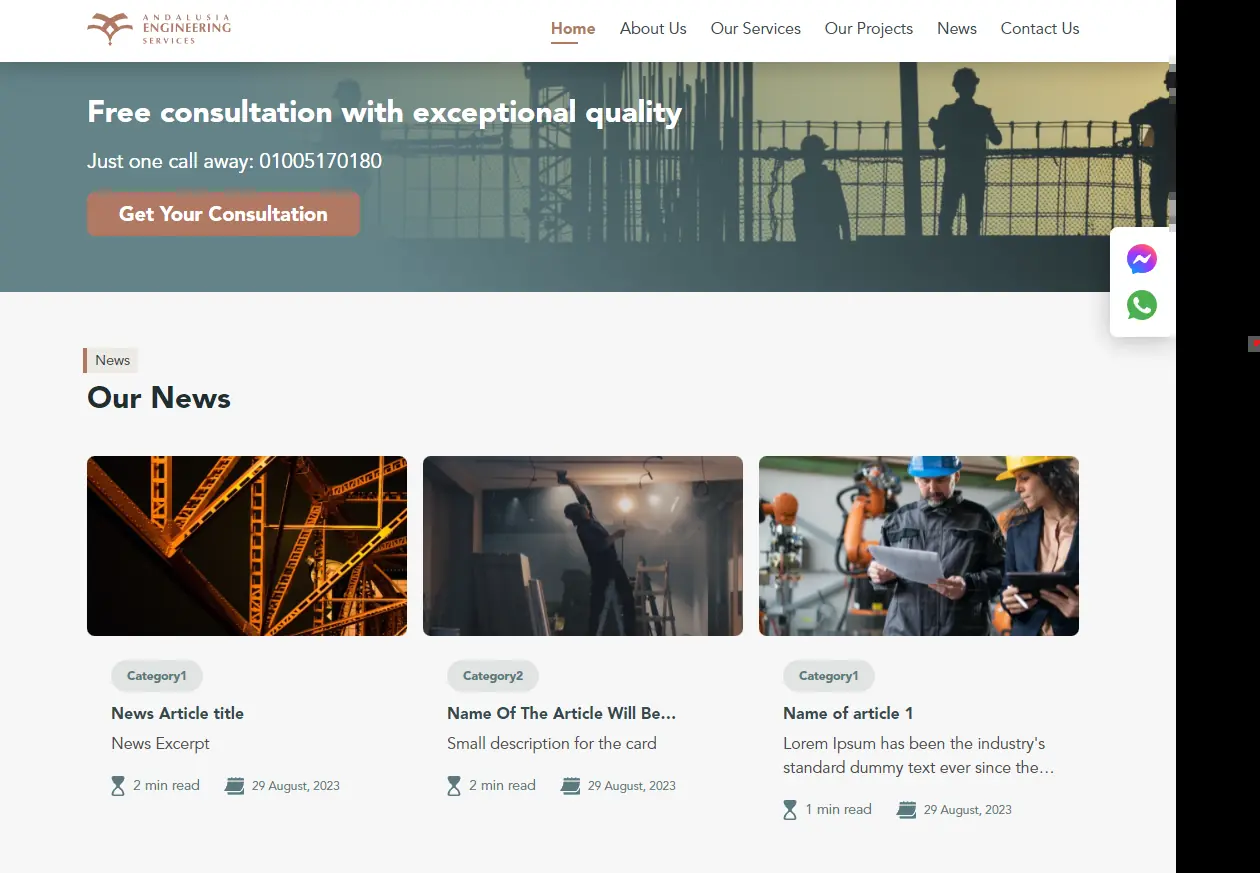 ANDALUSIA
ENGINEERING
SERVICES
Home About Us Our Services Our Projects News Contact Us
Free consultation with exceptional quality
Just one call away: 01005170180
Get Your Consultation
News
Our News
Category1
News Article title
News Excerpt
2 min read 29 August, 2023
Category2
Name Of The Article Will Be...
Small description for the card
2 min read 29 August, 2023
Category1
Name of article 1
Lorem Ipsum has been the industry's
standard dummy text ever since the...
1 min read 29 August, 2023